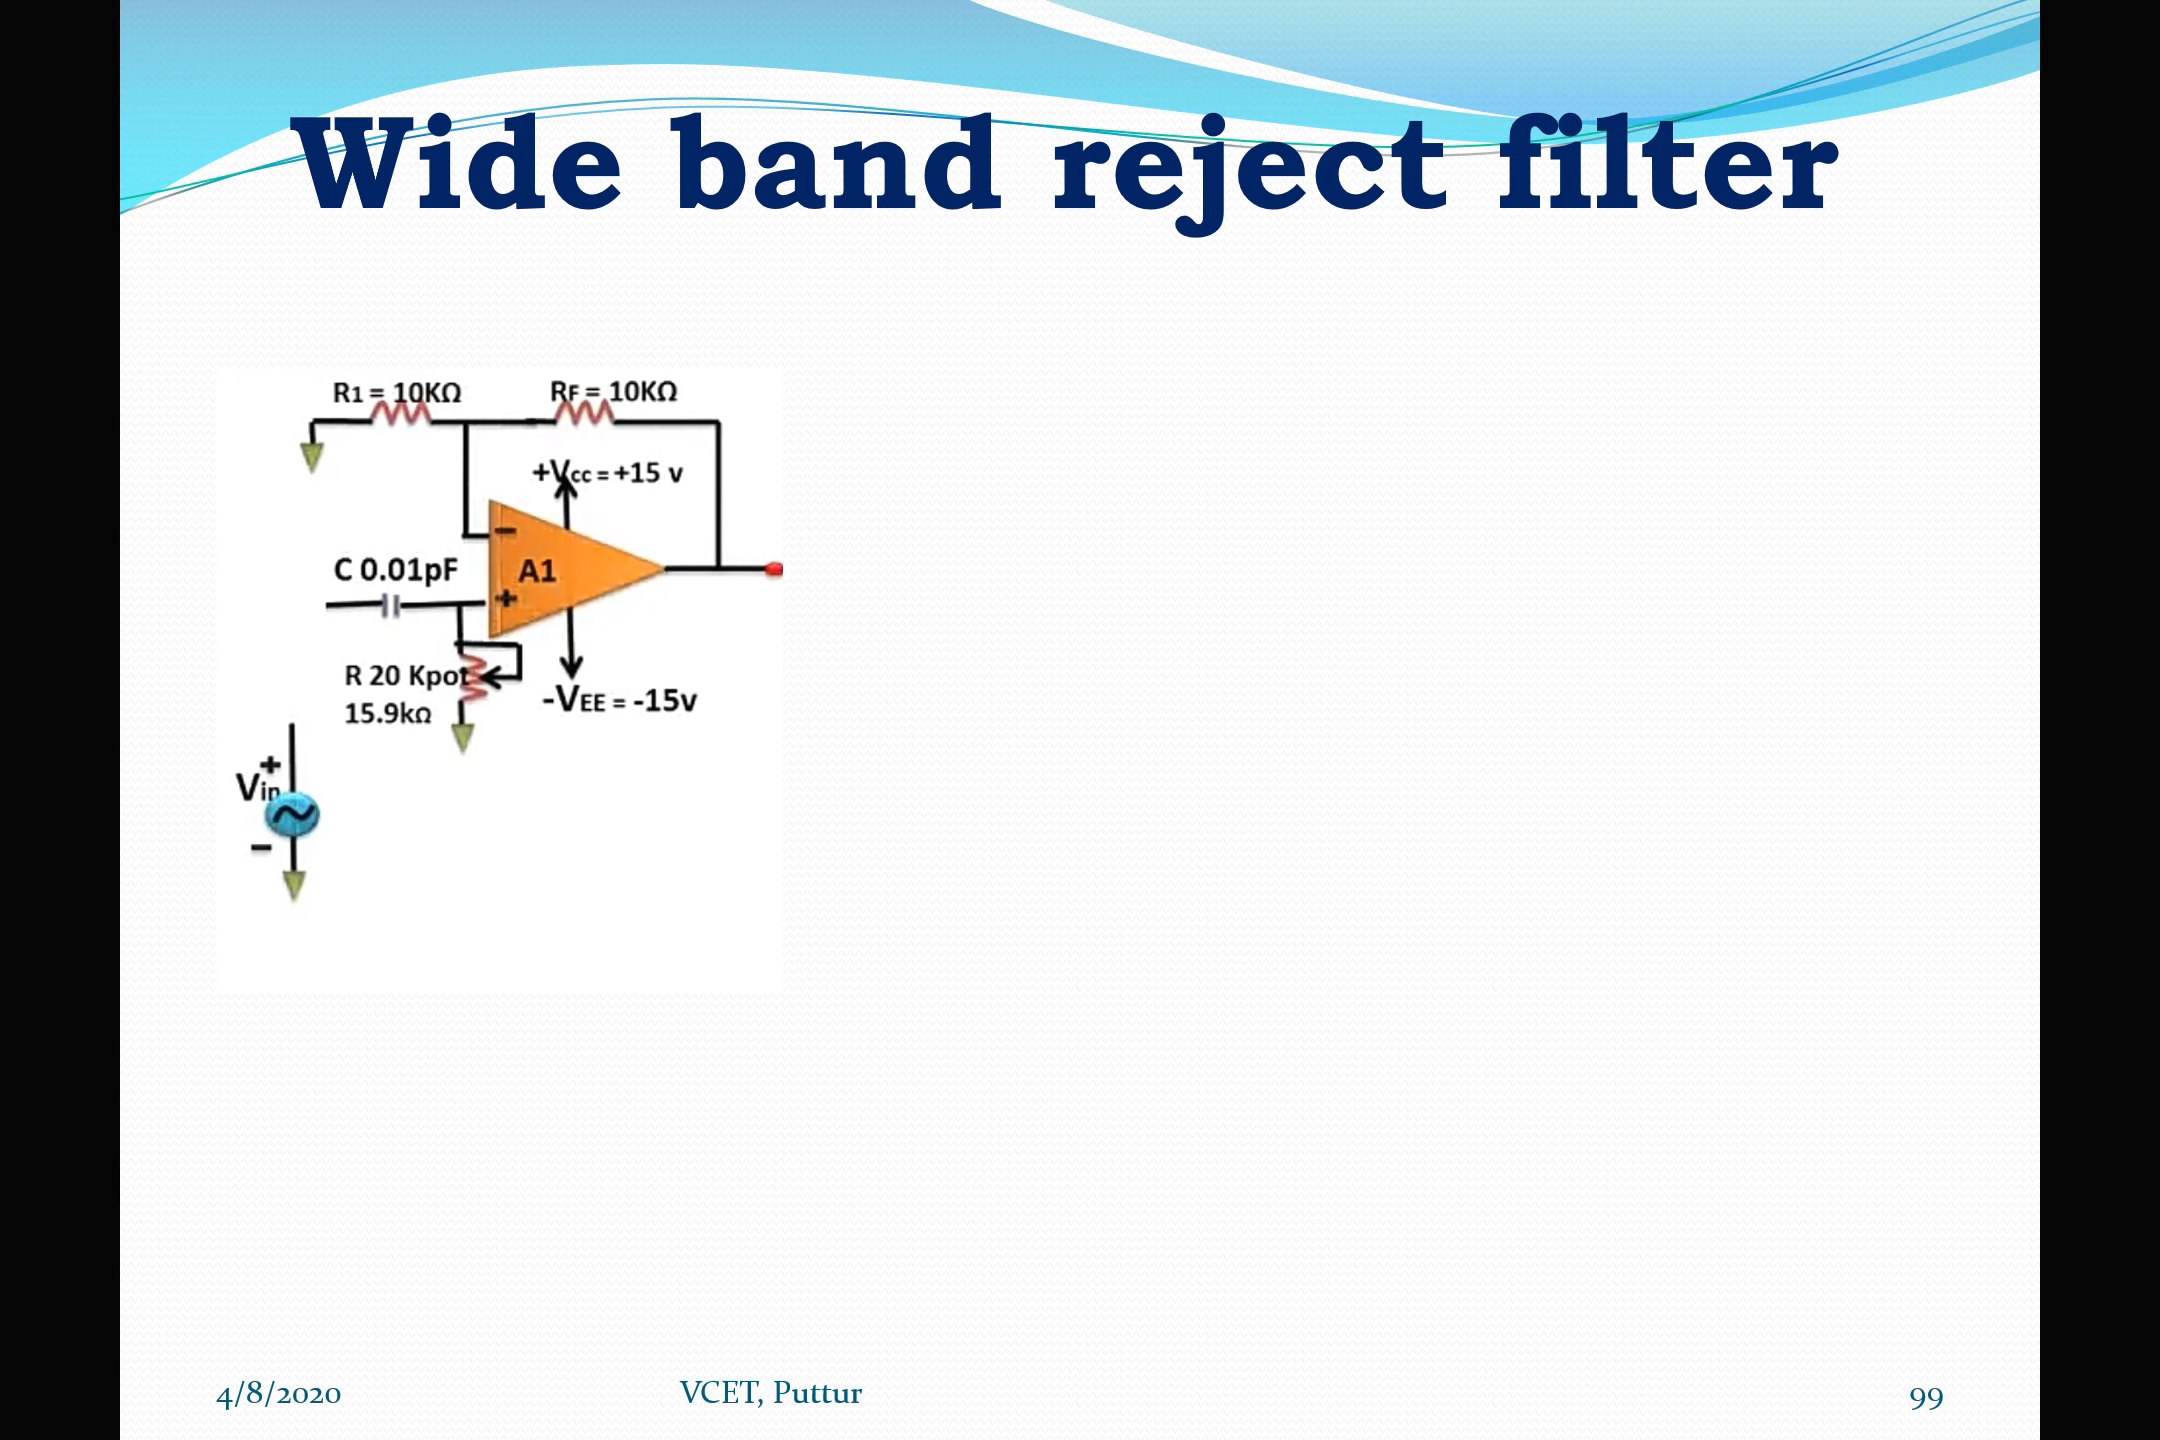 Wide band reject filter
R1 = 10KΩ
RF = 10KΩ
+Vcc = +15 v
C 0.01pF
A1
R 20 Kpot
15.9kΩ
-VEE = -15v
+
Vin
-
4/8/2020
VCET, Puttur
99